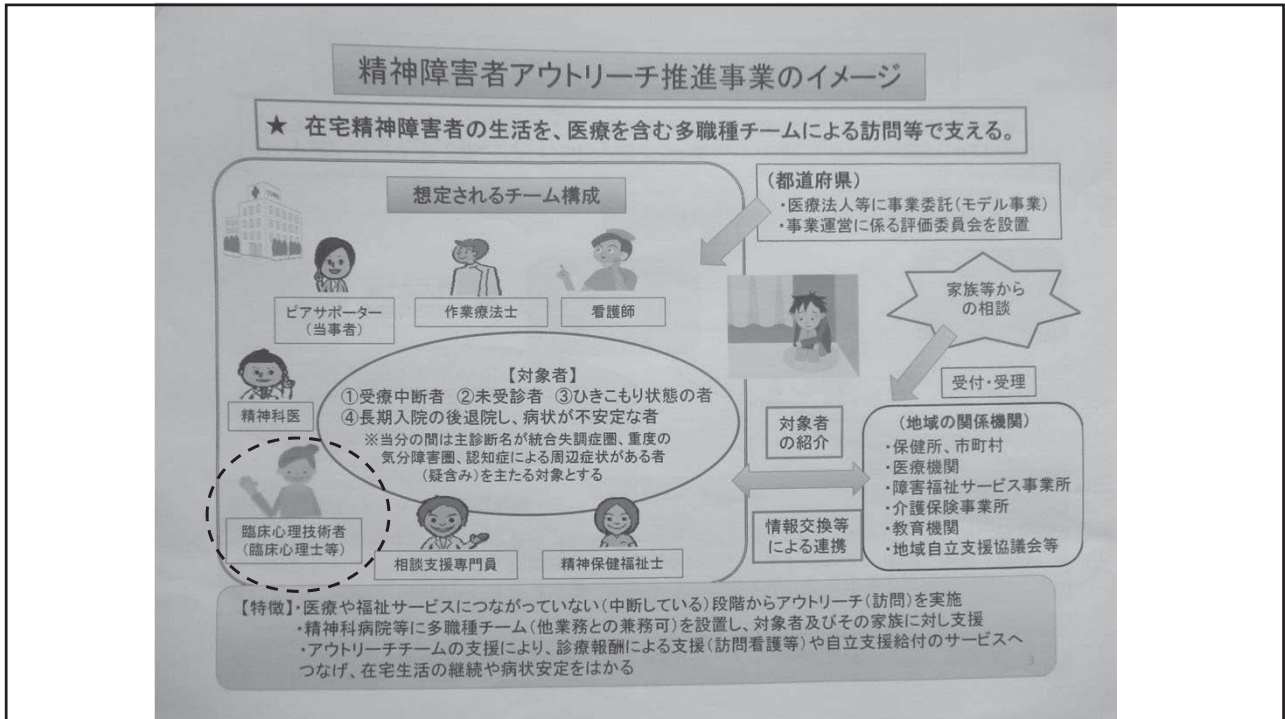 精神障害者アウトリーチ推進事業のイメージ
★ 在宅精神障害者の生活を、医療を含む多職種チームによる訪問等で支える。
想定されるチーム構成
ピアサポーター
(当事者)
作業療法士
看護師
精神科医
【対象者】
①受療中断者 ②未受診者 ③ひきこもり状態の者
④長期入院の後退院し、病状が不安定な者
※当分の間は主診断名が統合失調症圏、重度の
気分障害圏、認知症による周辺症状がある者
(疑含み)を主たる対象とする
臨床心理技術者
(臨床心理士等)
相談支援専門員
精神保健福祉士
(都道府県)
・医療法人等に事業委託(モデル事業)
・事業運営に係る評価委員会を設置
家族等から
の相談
受付・受理
対象者
の紹介
情報交換等
による連携
(地域の関係機関)
・保健所、市町村
・医療機関
・障害福祉サービス事業所
・介護保険事業所
・教育機関
・地域自立支援協議会等
【特徴】・医療や福祉サービスにつながっていない(中断している)段階からアウトリーチ(訪問)を実施
・精神科病院等に多職種チーム(他業務との兼務可)を設置し、対象者及びその家族に対し支援
・アウトリーチチームの支援により、診療報酬による支援(訪問看護等)や自立支援給付のサービスへ
つなげ、在宅生活の継続や病状安定をはかる
3